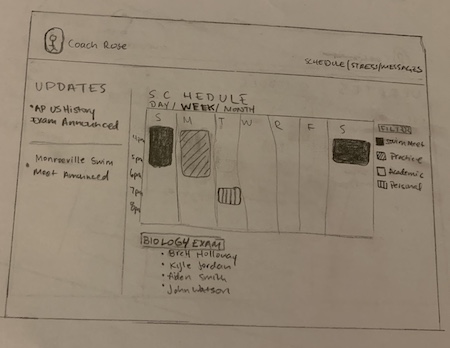 Coach Rose
SCHEDULE/STRESS/MESSAGES
UPDATES
• AP US History
Exam Announced
• Monroeville Swim
Meet Announced
SCHEDULE
DAY/WEEK/MONTH
S M T W R F S
4pm
5pm
6pm
7pm
8pm
FILTER
Swim Meet
Practice
Academic
Personal
BIOLOGY EXAM
• Brett Holloway
• Kyle Jordan
• Aiden Smith
• John Watson